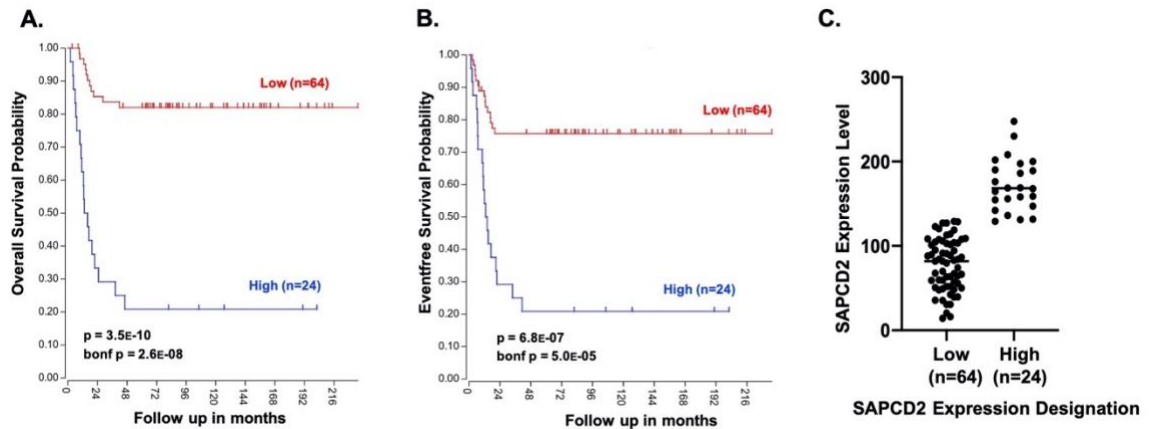 A.
Overall Survival Probability
1.00
0.90
0.80
0.70
0.60
0.50
0.40
0.30
0.20
0.10
0.00
Low (n=64)
High (n=24)
p = 3.5E-10
bonf p = 2.6E-08
0 24 48 72 96 120 144 168 192 216
Follow up in months
B.
Eventfree Survival Probability
1.00
0.90
0.80
0.70
0.60
0.50
0.40
0.30
0.20
0.10
0.00
Low (n=64)
High (n=24)
p = 6.8E-07
bonf p = 5.0E-05
0 24 48 72 96 120 144 168 192 216
Follow up in months
C.
SAPCD2 Expression Level
300
200
100
0
Low High
(n=64) (n=24)
SAPCD2 Expression Designation